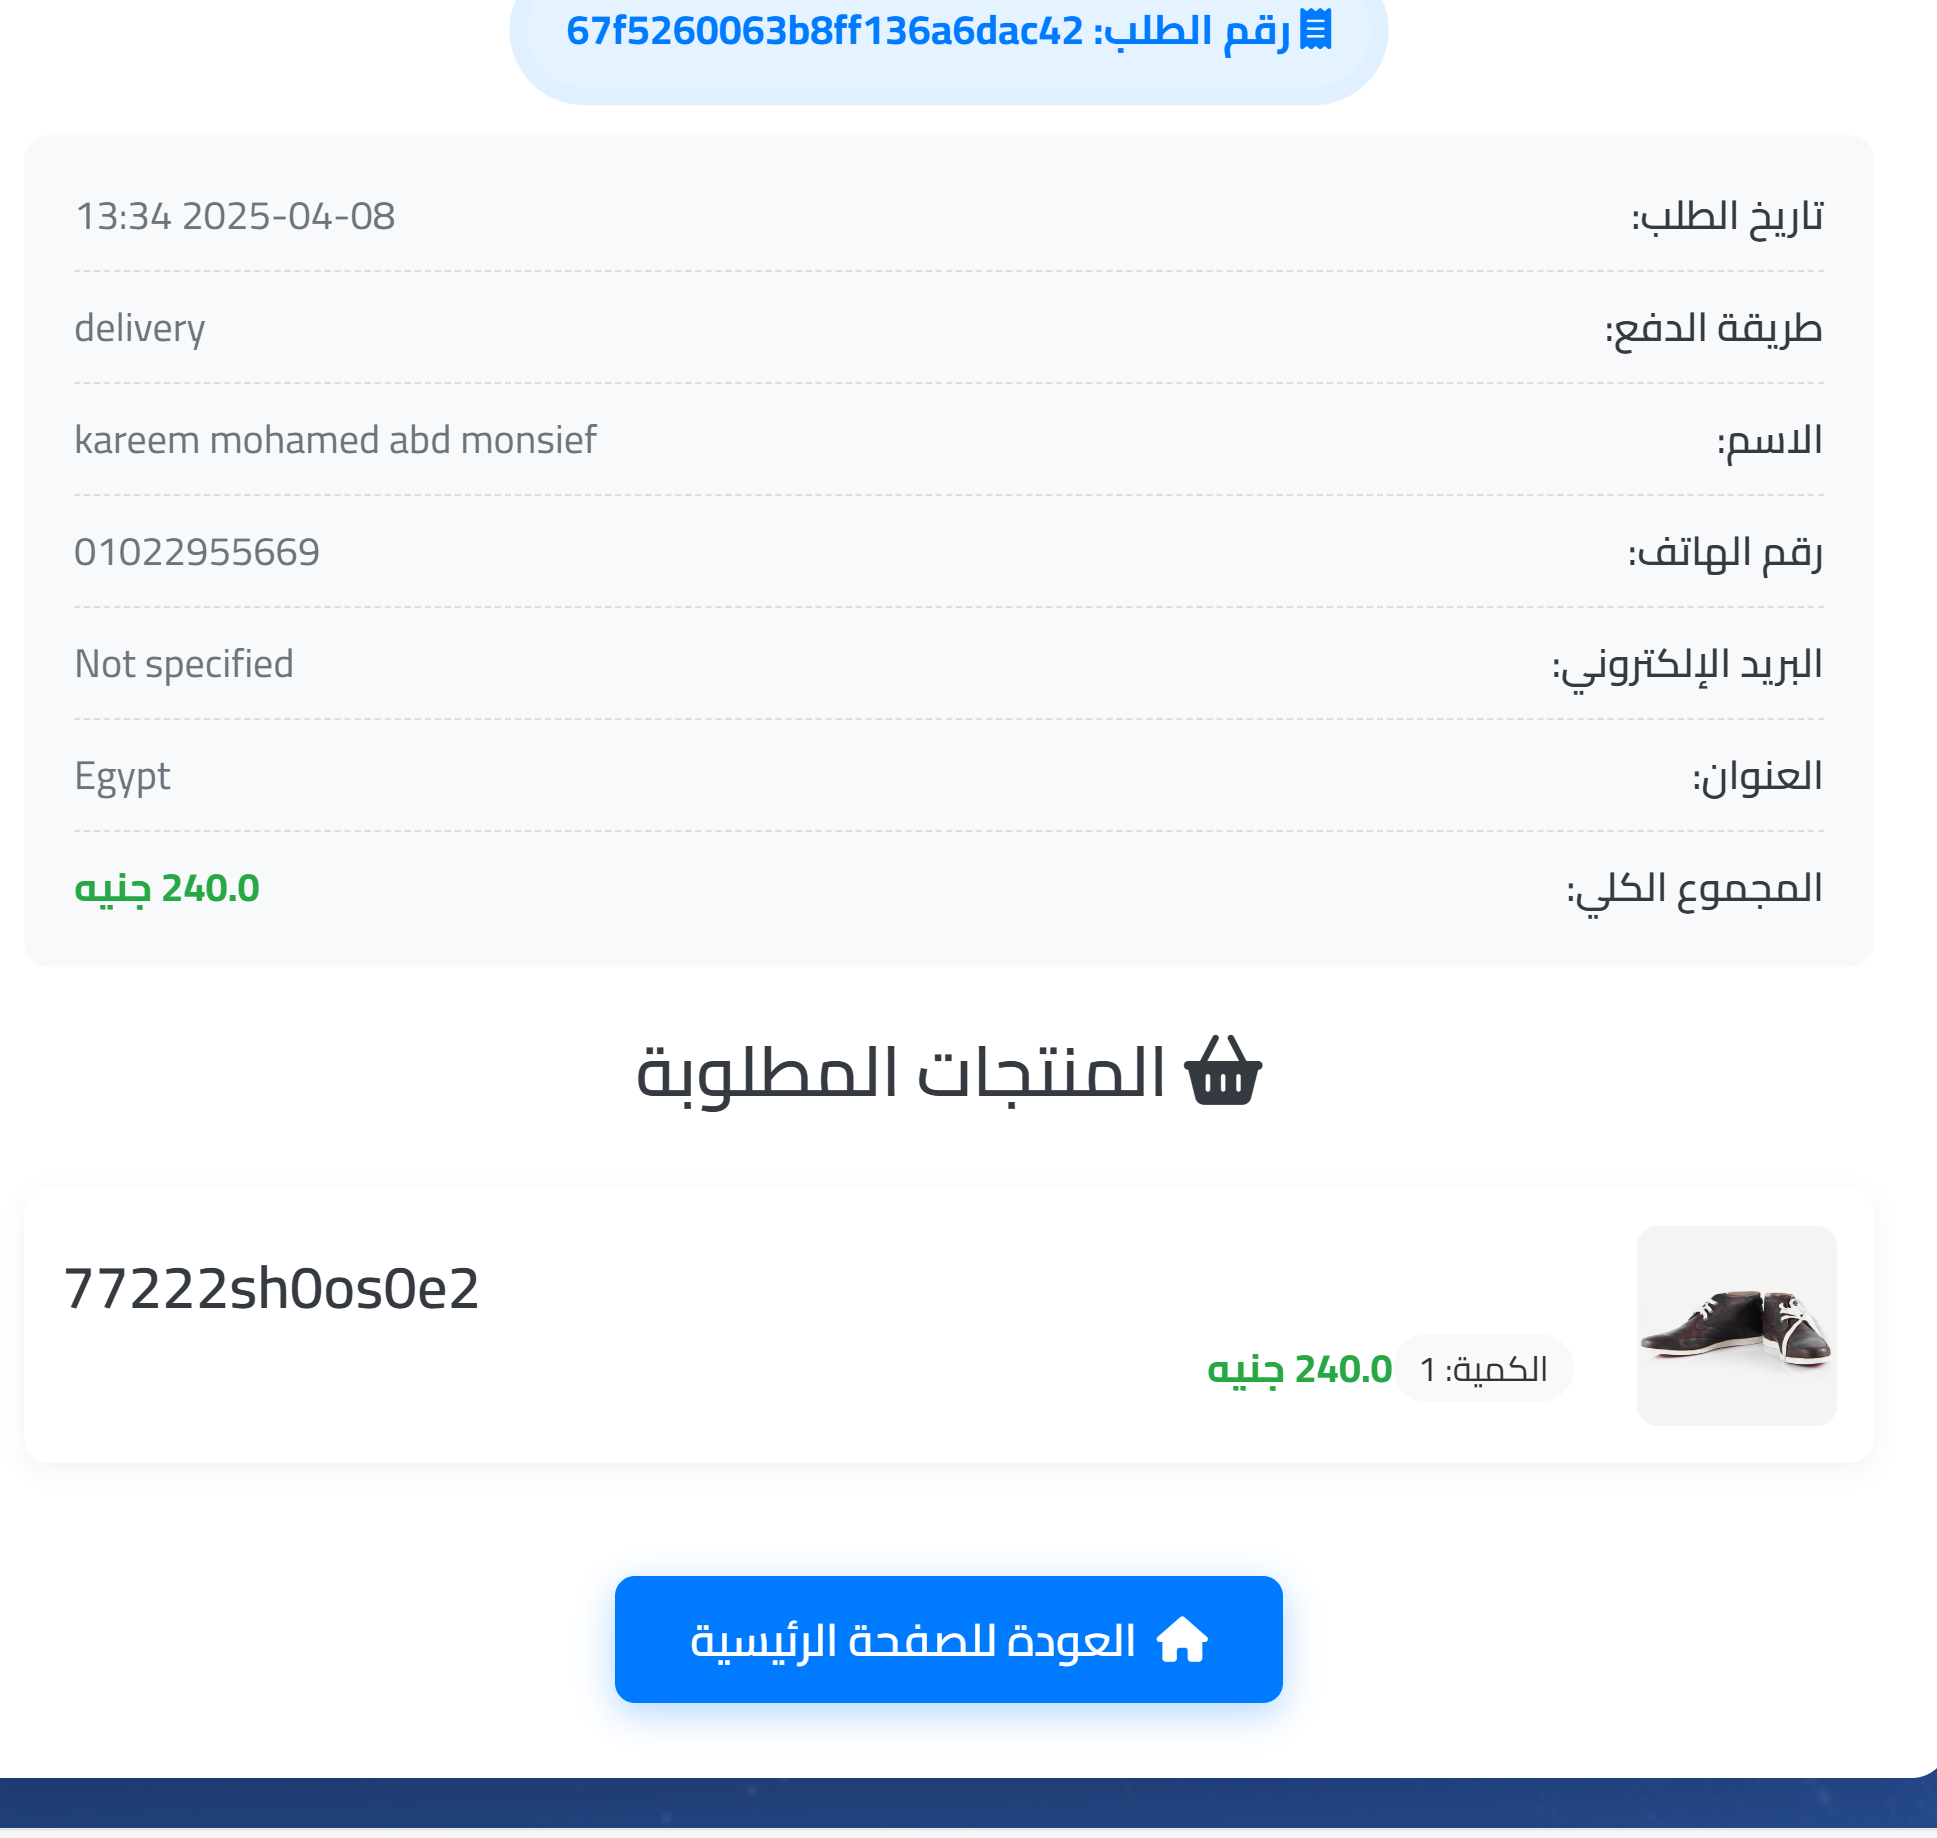 رقم الطلب: 67f5260063b8ff136a6dac42
تاريخ الطلب: 13:34 2025-04-08
طريقة الدفع: delivery
الاسم: kareem mohamed abd monsief
رقم الهاتف: 01022955669
البريد الإلكتروني: Not specified
العنوان: Egypt
المجموع الكلي: 240.0 جنيه
المنتجات المطلوبة
77222sh0os0e2
الكمية: 1 240.0 جنيه
العودة للصفحة الرئيسية